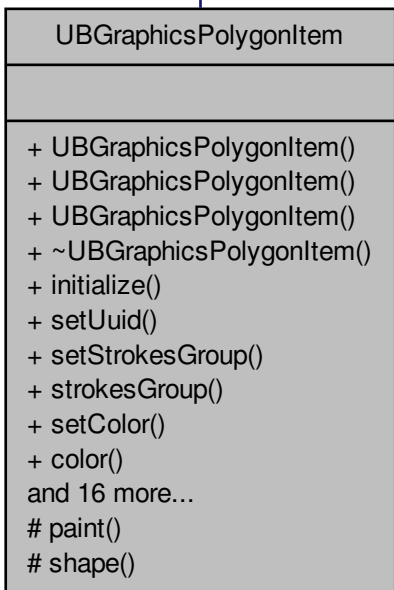 UBGraphicsPolygonItem
+ UBGraphicsPolygonItem()
+ UBGraphicsPolygonItem()
+ UBGraphicsPolygonItem()
+ ~UBGraphicsPolygonItem()
+ initialize()
+ setUuid()
+ setStrokesGroup()
+ strokesGroup()
+ setColor()
+ color()
and 16 more...
# paint()
# shape()